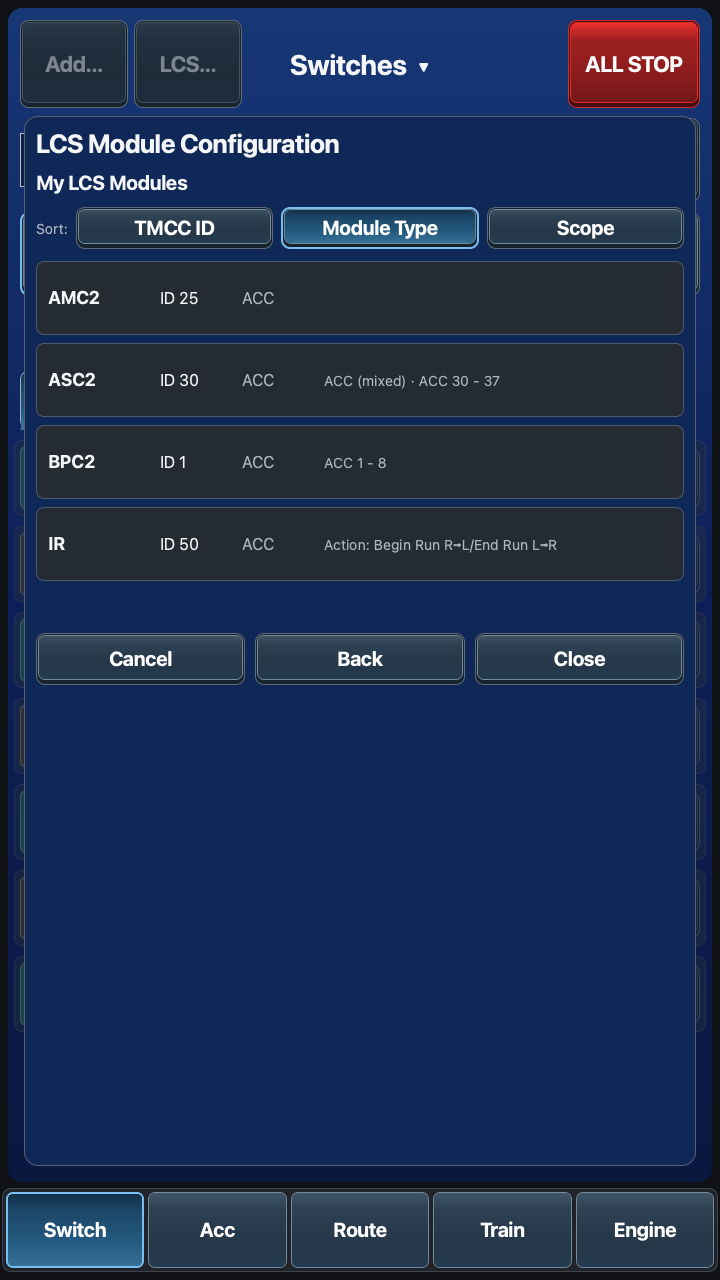 Add... LCS... Switches ▼ ALL STOP
LCS Module Configuration
My LCS Modules
Sort: TMCC ID Module Type Scope
AMC2 ID 25 ACC
ASC2 ID 30 ACC ACC (mixed) · ACC 30 - 37
BPC2 ID 1 ACC ACC 1 - 8
IR ID 50 ACC Action: Begin Run R→L/End Run L→R
Cancel Back Close
Switch Acc Route Train Engine